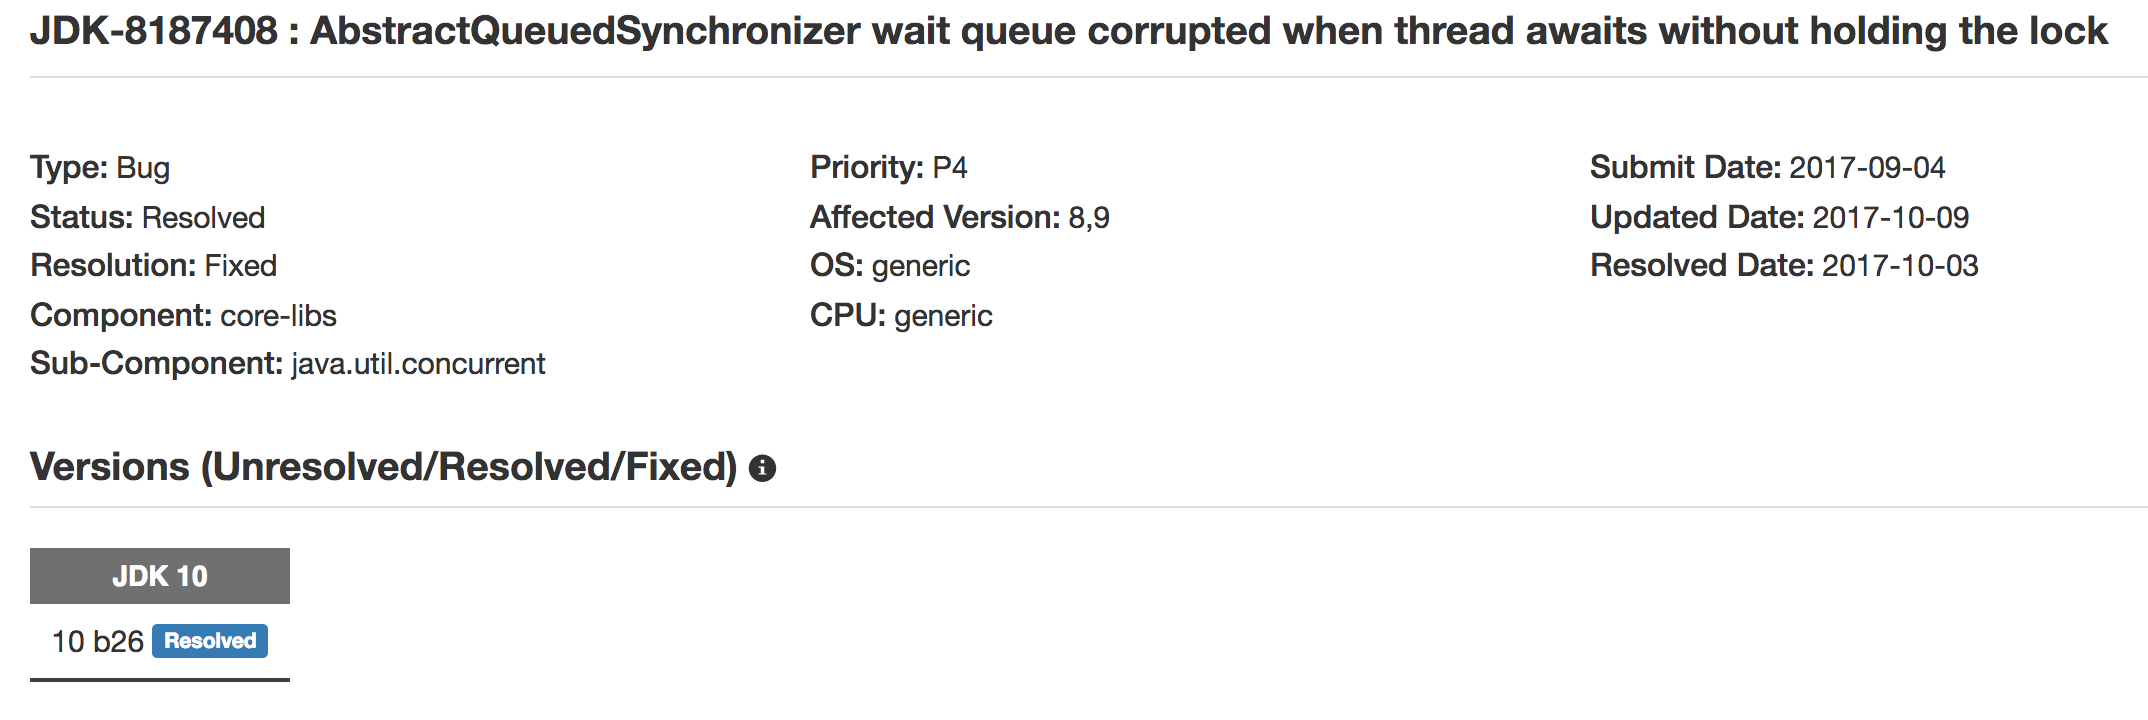 JDK-8187408 : AbstractQueuedSynchronizer wait queue corrupted when thread awaits without holding the lock
Type: Bug
Priority: P4
Submit Date: 2017-09-04
Status: Resolved
Affected Version: 8,9
Updated Date: 2017-10-09
Resolution: Fixed
OS: generic
Resolved Date: 2017-10-03
Component: core-libs
CPU: generic
Sub-Component: java.util.concurrent
Versions (Unresolved/Resolved/Fixed)
JDK 10
10 b26 Resolved